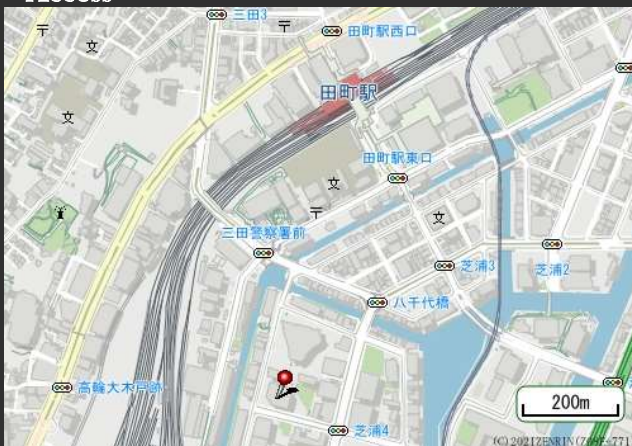 三田3
田町駅西口
田町駅
田町駅東口
三田警察署前
芝浦3
芝浦2
八千代橋
高輪大木戸跡
芝浦4
200m